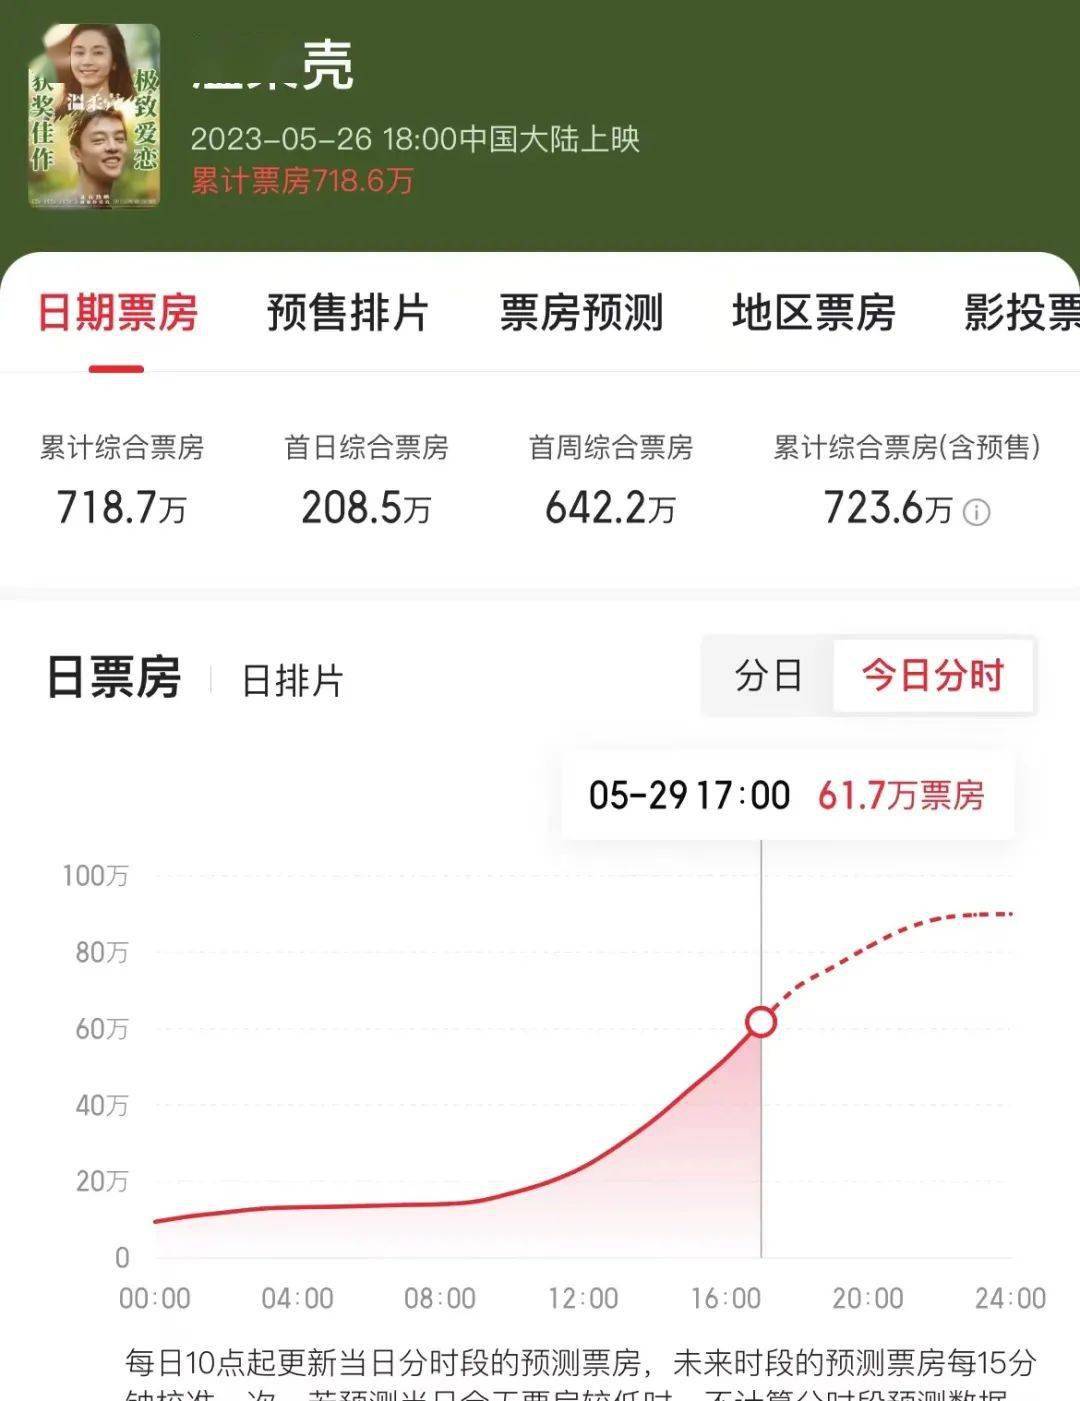 壳
2023-05-26 18:00中国大陆上映
累计票房718.6万
获奖佳作
温柔壳
极致爱恋
日期票房 预售排片 票房预测 地区票房 影投票
累计综合票房 首日综合票房 首周综合票房 累计综合票房(含预售)
718.7万 208.5万 642.2万 723.6万
日票房 日排片 分日 今日分时
05-29 17:00 61.7万票房
100万
80万
60万
40万
20万
0
00:00 04:00 08:00 12:00 16:00 20:00 24:00
每日10点起更新当日分时段的预测票房，未来时段的预测票房每15分